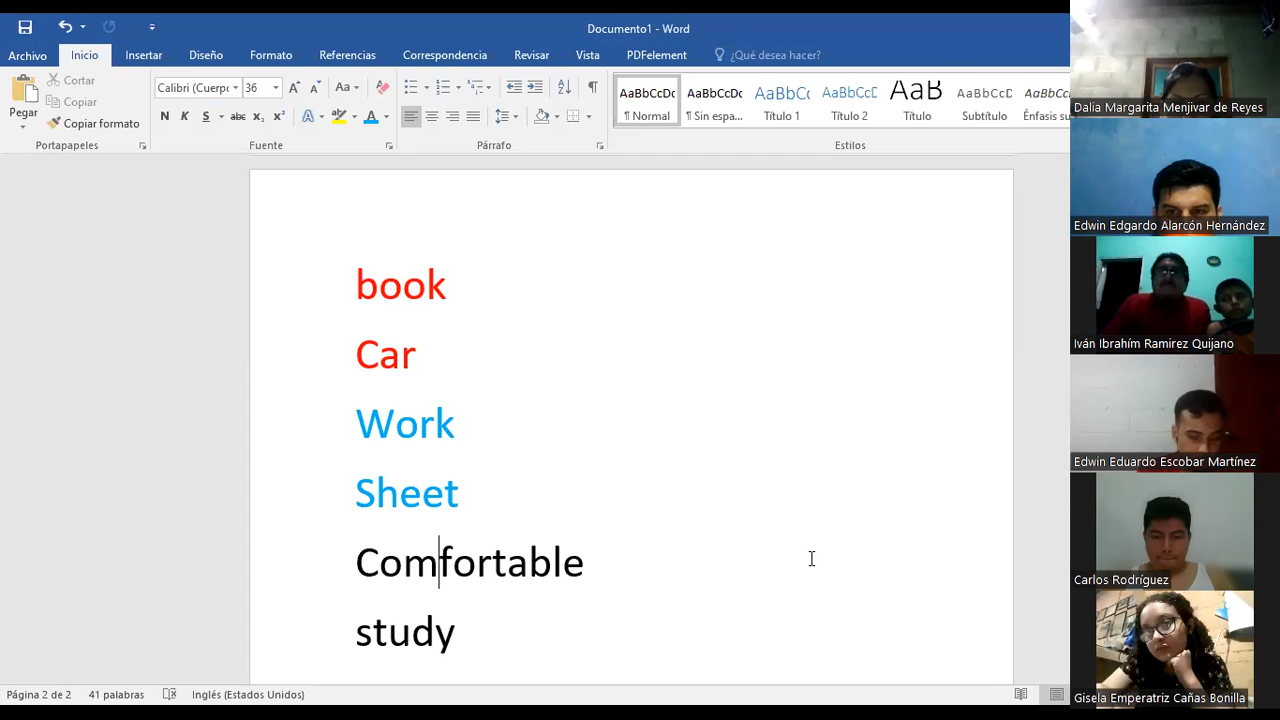 Documento1 - Word
Archivo Inicio Insertar Diseño Formato Referencias Correspondencia Revisar Vista PDFelement ¿Qué desea hacer?
Pegar
Cortar
Copiar
Copiar formato
Portapapeles
Calibri (Cuerpo 36
N K S abc x₂ x²
Fuente
Párrafo
AaBbCcDc AaBbCcDc AaBbCc AaBbCcD AaB AaBbCcD AaBbCcDc
¶ Normal ¶ Sin espa... Título 1 Título 2 Título Subtítulo Énfasis su
Estilos
book
Car
Work
Sheet
Comfortable
study
Página 2 de 2 41 palabras Inglés (Estados Unidos)
Dalia Margarita Menjivar de Reyes
Edwin Edgardo Alarcón Hernández
Iván Ibrahím Ramirez Quijano
Edwin Eduardo Escobar Martínez
Carlos Rodríguez
Gisela Emperatriz Cañas Bonilla